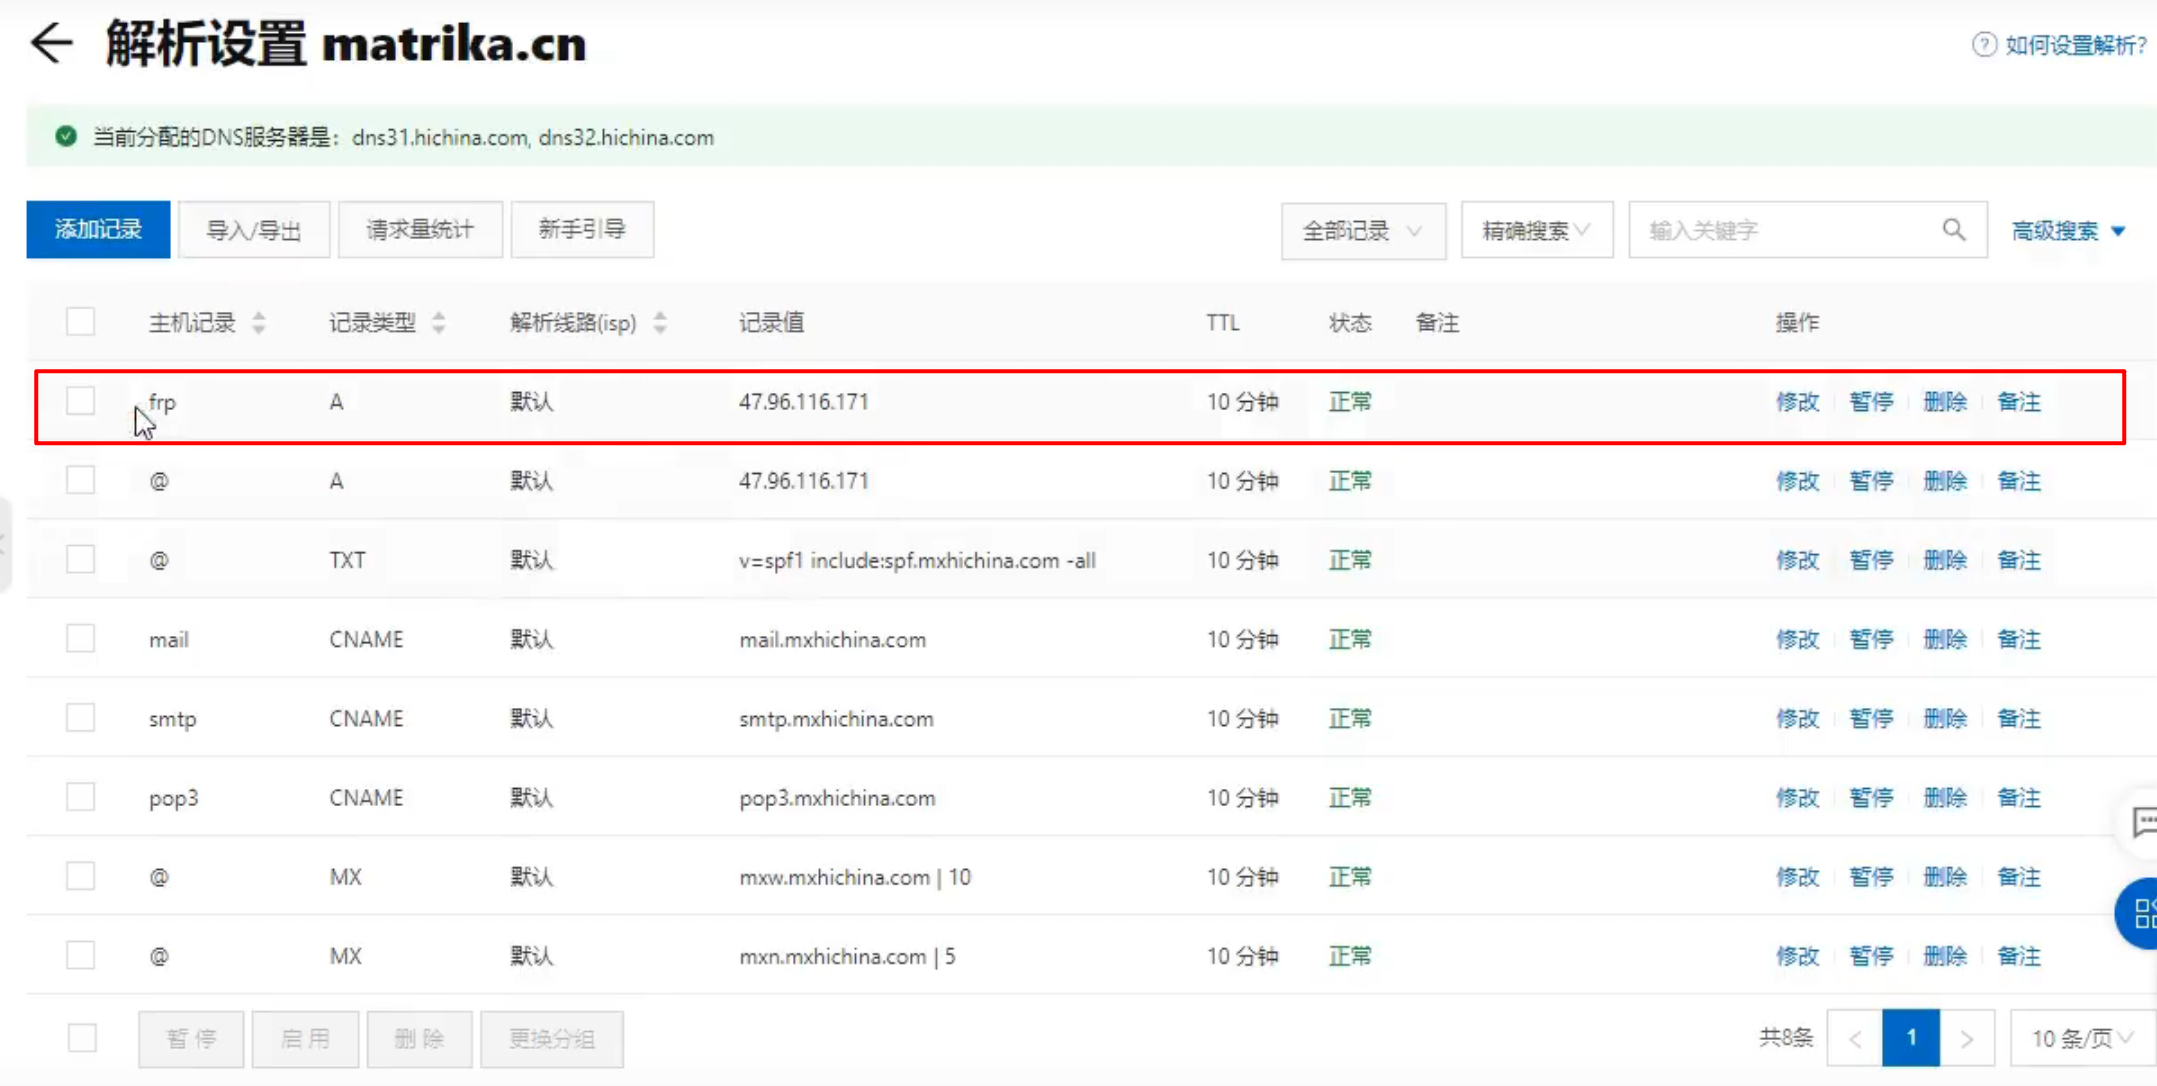 解析设置 matrika.cn
如何设置解析?
当前分配的DNS服务器是: dns31.hichina.com, dns32.hichina.com
添加记录 导入/导出 请求量统计 新手引导 全部记录 精确搜索 输入关键字 高级搜索
主机记录 记录类型 解析线路(isp) 记录值 TTL 状态 备注 操作
frp A 默认 47.96.116.171 10 分钟 正常 修改 暂停 删除 备注
@ A 默认 47.96.116.171 10 分钟 正常 修改 暂停 删除 备注
@ TXT 默认 v=spf1 include:spf.mxhichina.com -all 10 分钟 正常 修改 暂停 删除 备注
mail CNAME 默认 mail.mxhichina.com 10 分钟 正常 修改 暂停 删除 备注
smtp CNAME 默认 smtp.mxhichina.com 10 分钟 正常 修改 暂停 删除 备注
pop3 CNAME 默认 pop3.mxhichina.com 10 分钟 正常 修改 暂停 删除 备注
@ MX 默认 mxw.mxhichina.com | 10 10 分钟 正常 修改 暂停 删除 备注
@ MX 默认 mxn.mxhichina.com | 5 10 分钟 正常 修改 暂停 删除 备注
暂停 启用 删除 更换分组 共8条 < 1 > 10 条/页